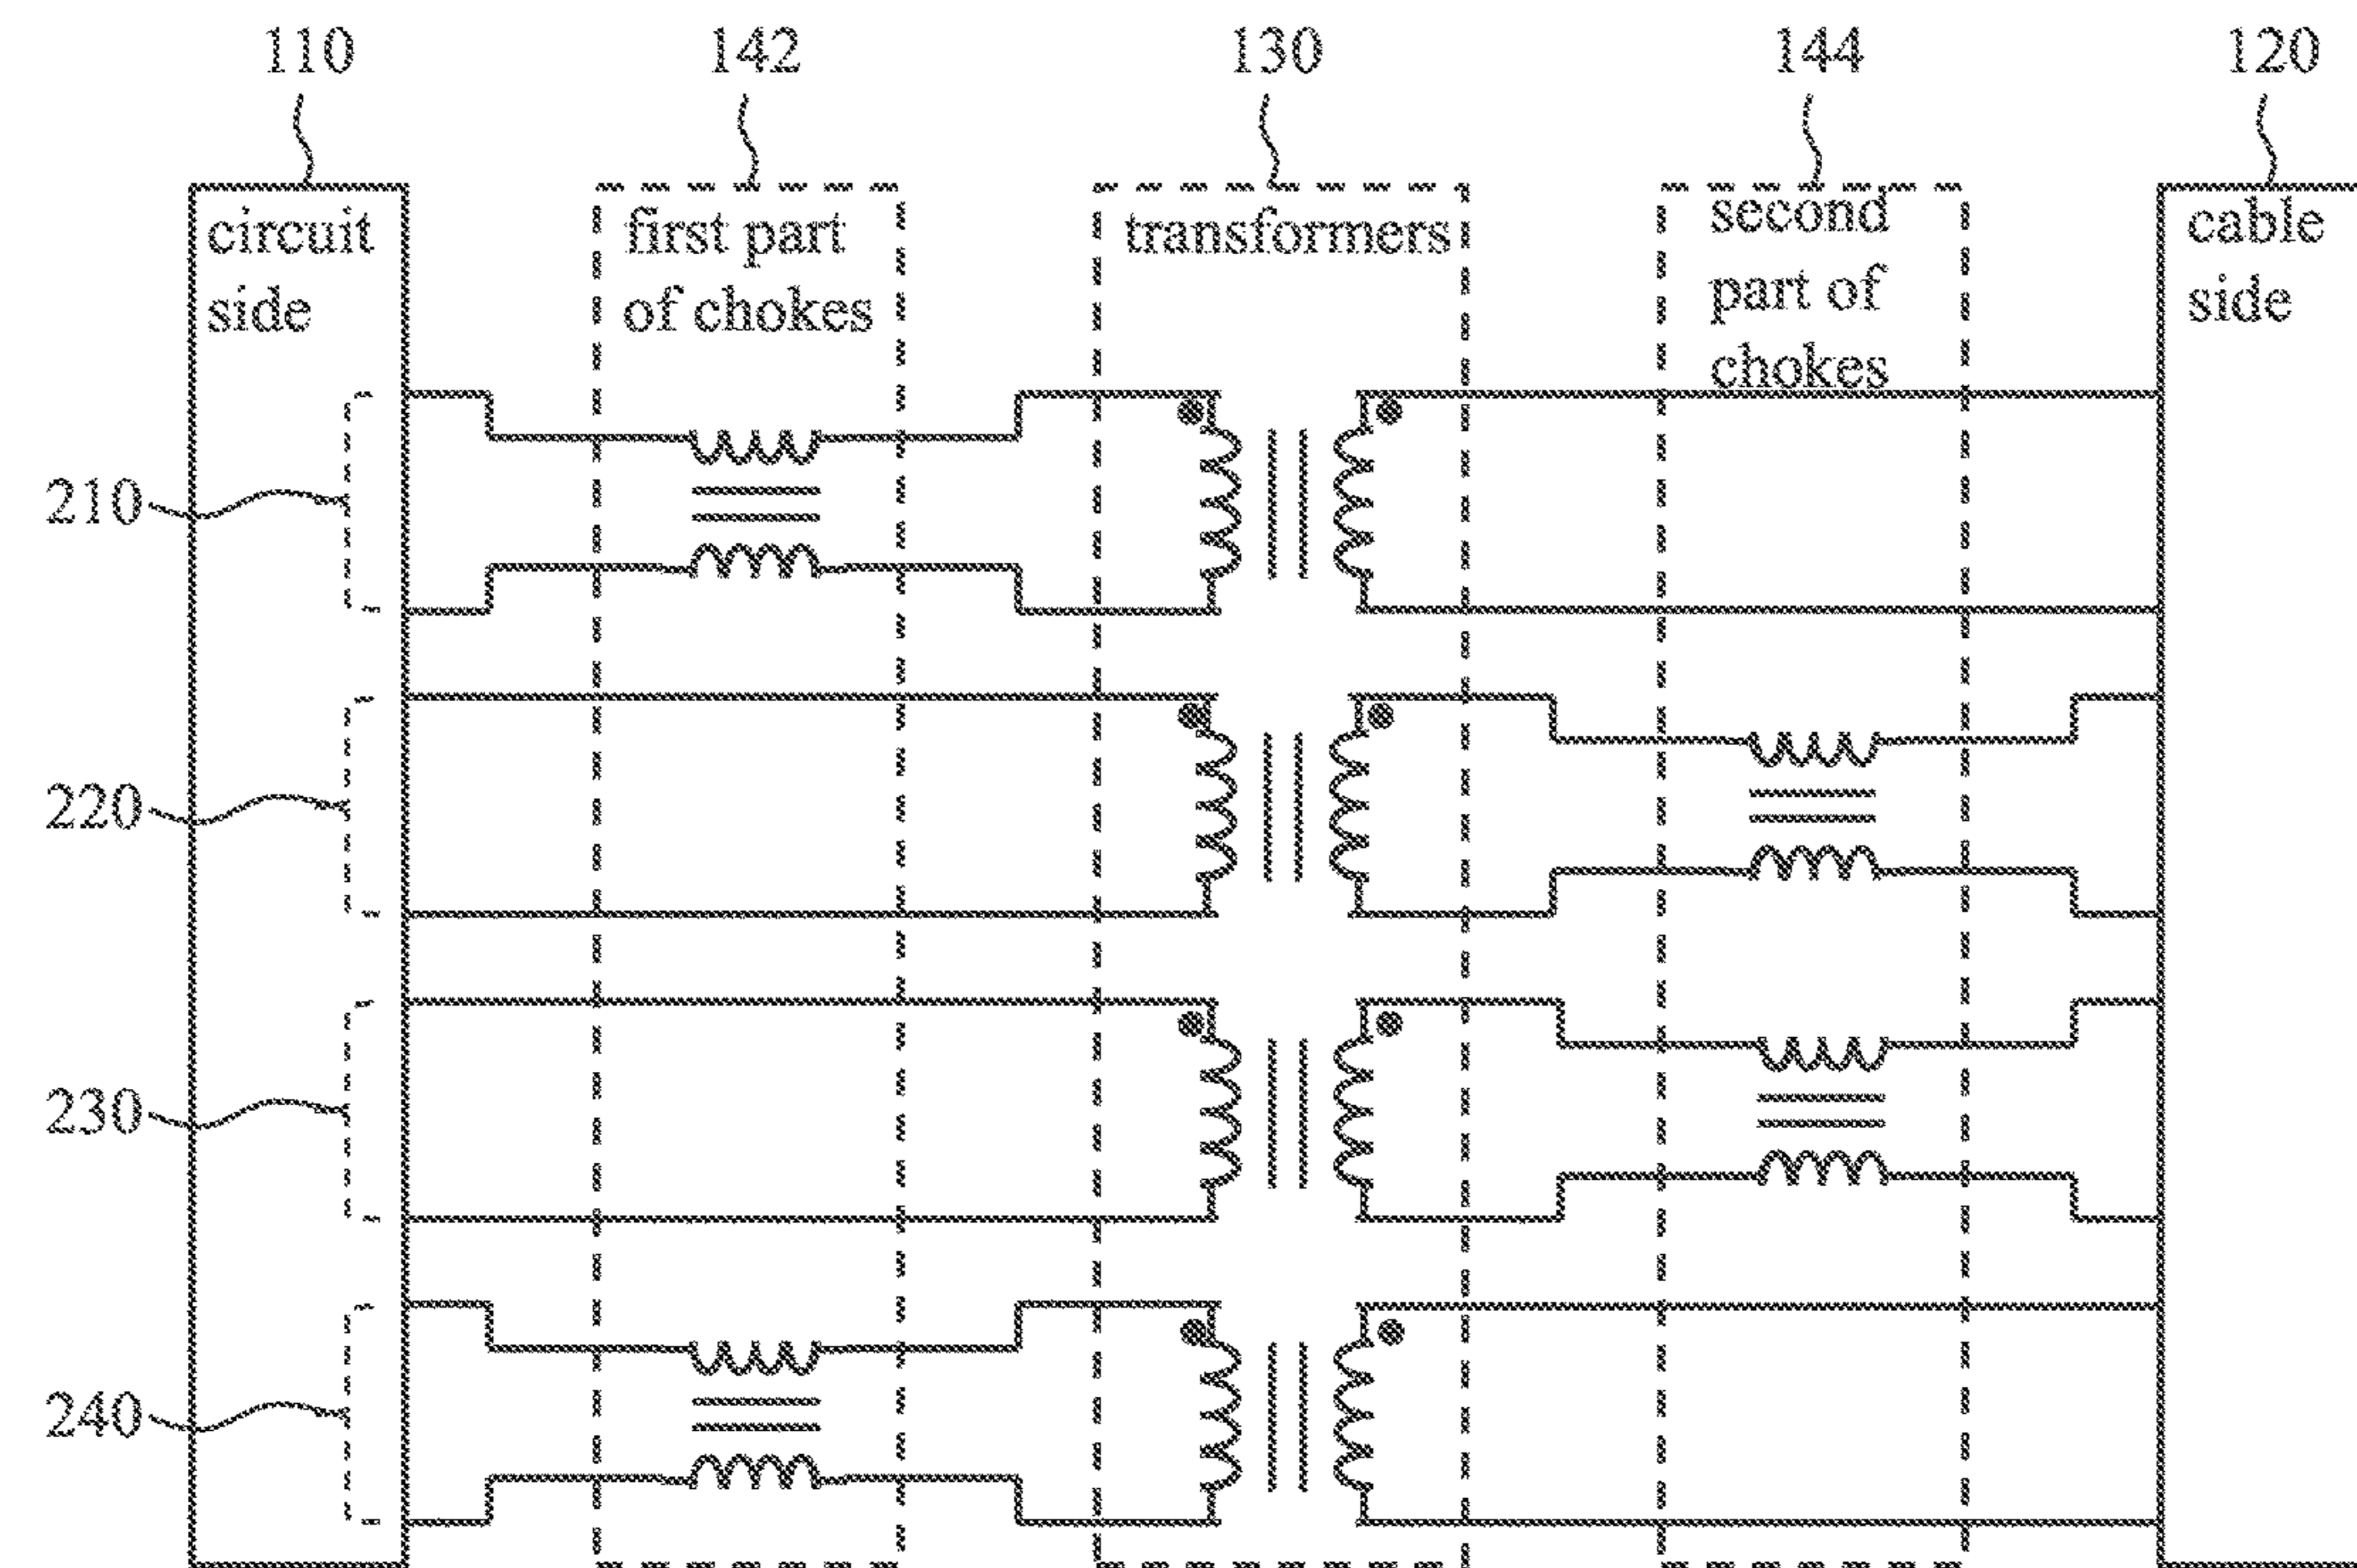 110
142
130
144
120
circuit
side
first part
of chokes
transformers
second
part of
chokes
cable
side
210
220
230
240